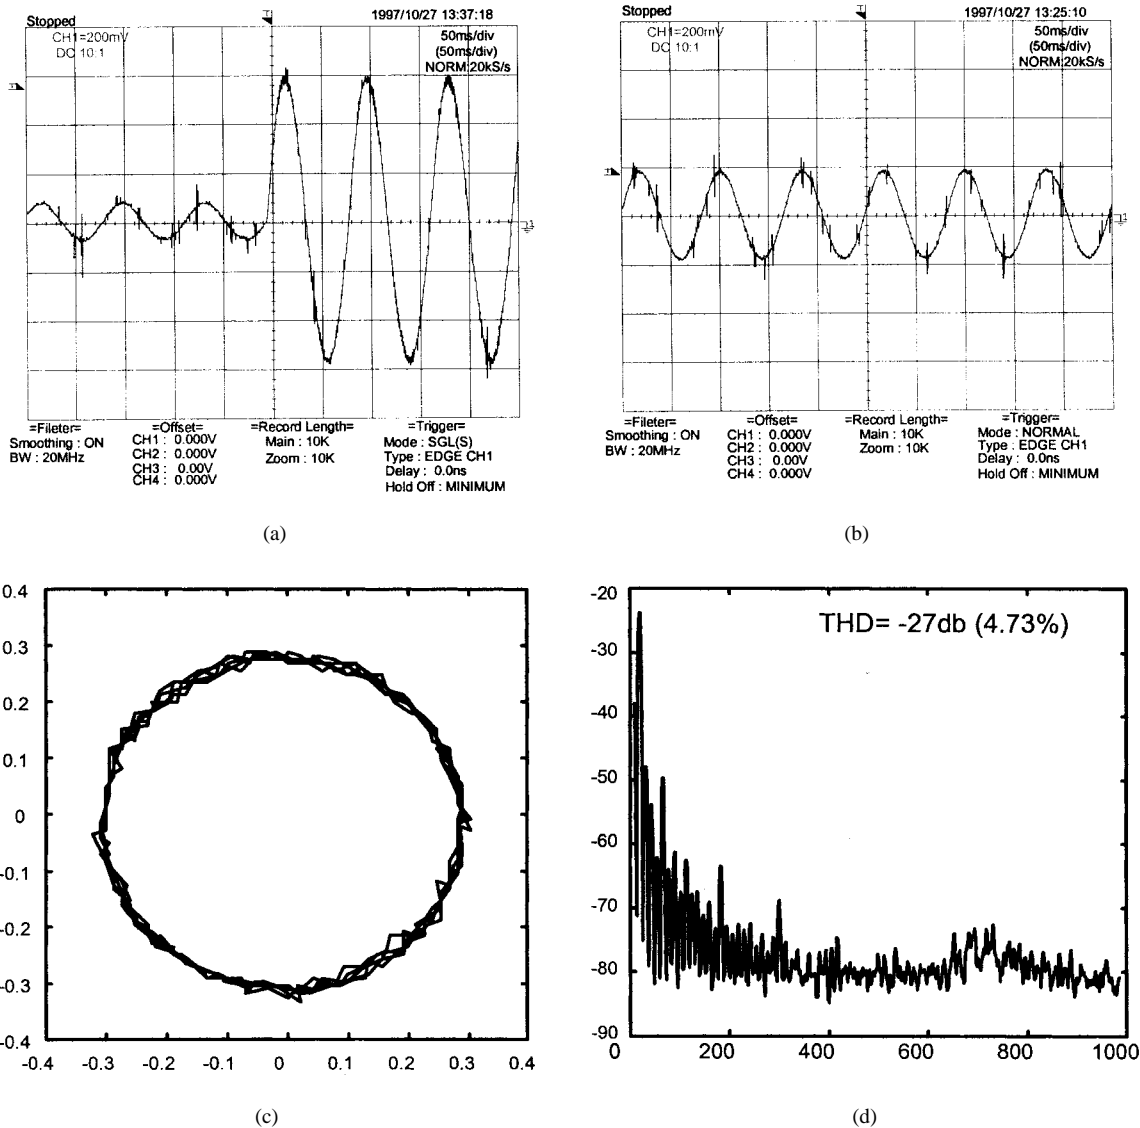 Stopped
1997/10/27 13:37:18
CH1=200mV
DC 10:1
50ms/div
(50ms/div)
NORM:20kS/s
=Fileter=
Smoothing : ON
BW : 20MHz
=Offset=
CH1 : 0.000V
CH2 : 0.000V
CH3 : 0.00V
CH4 : 0.000V
=Record Length=
Main : 10K
Zoom : 10K
=Trigger=
Mode : SGL(S)
Type : EDGE CH1
Delay : 0.0ns
Hold Off : MINIMUM
(a)
Stopped
1997/10/27 13:25:10
CH1=200mV
DC 10:1
50ms/div
(50ms/div)
NORM:20kS/s
=Fileter=
Smoothing : ON
BW : 20MHz
=Offset=
CH1 : 0.000V
CH2 : 0.000V
CH3 : 0.00V
CH4 : 0.000V
=Record Length=
Main : 10K
Zoom : 10K
=Trigger=
Mode : NORMAL
Type : EDGE CH1
Delay : 0.0ns
Hold Off : MINIMUM
(b)
0.4
0.3
0.2
0.1
0
-0.1
-0.2
-0.3
-0.4
-0.4 -0.3 -0.2 -0.1 0 0.1 0.2 0.3 0.4
(c)
THD= -27db (4.73%)
-20
-30
-40
-50
-60
-70
-80
-90
0 200 400 600 800 1000
(d)